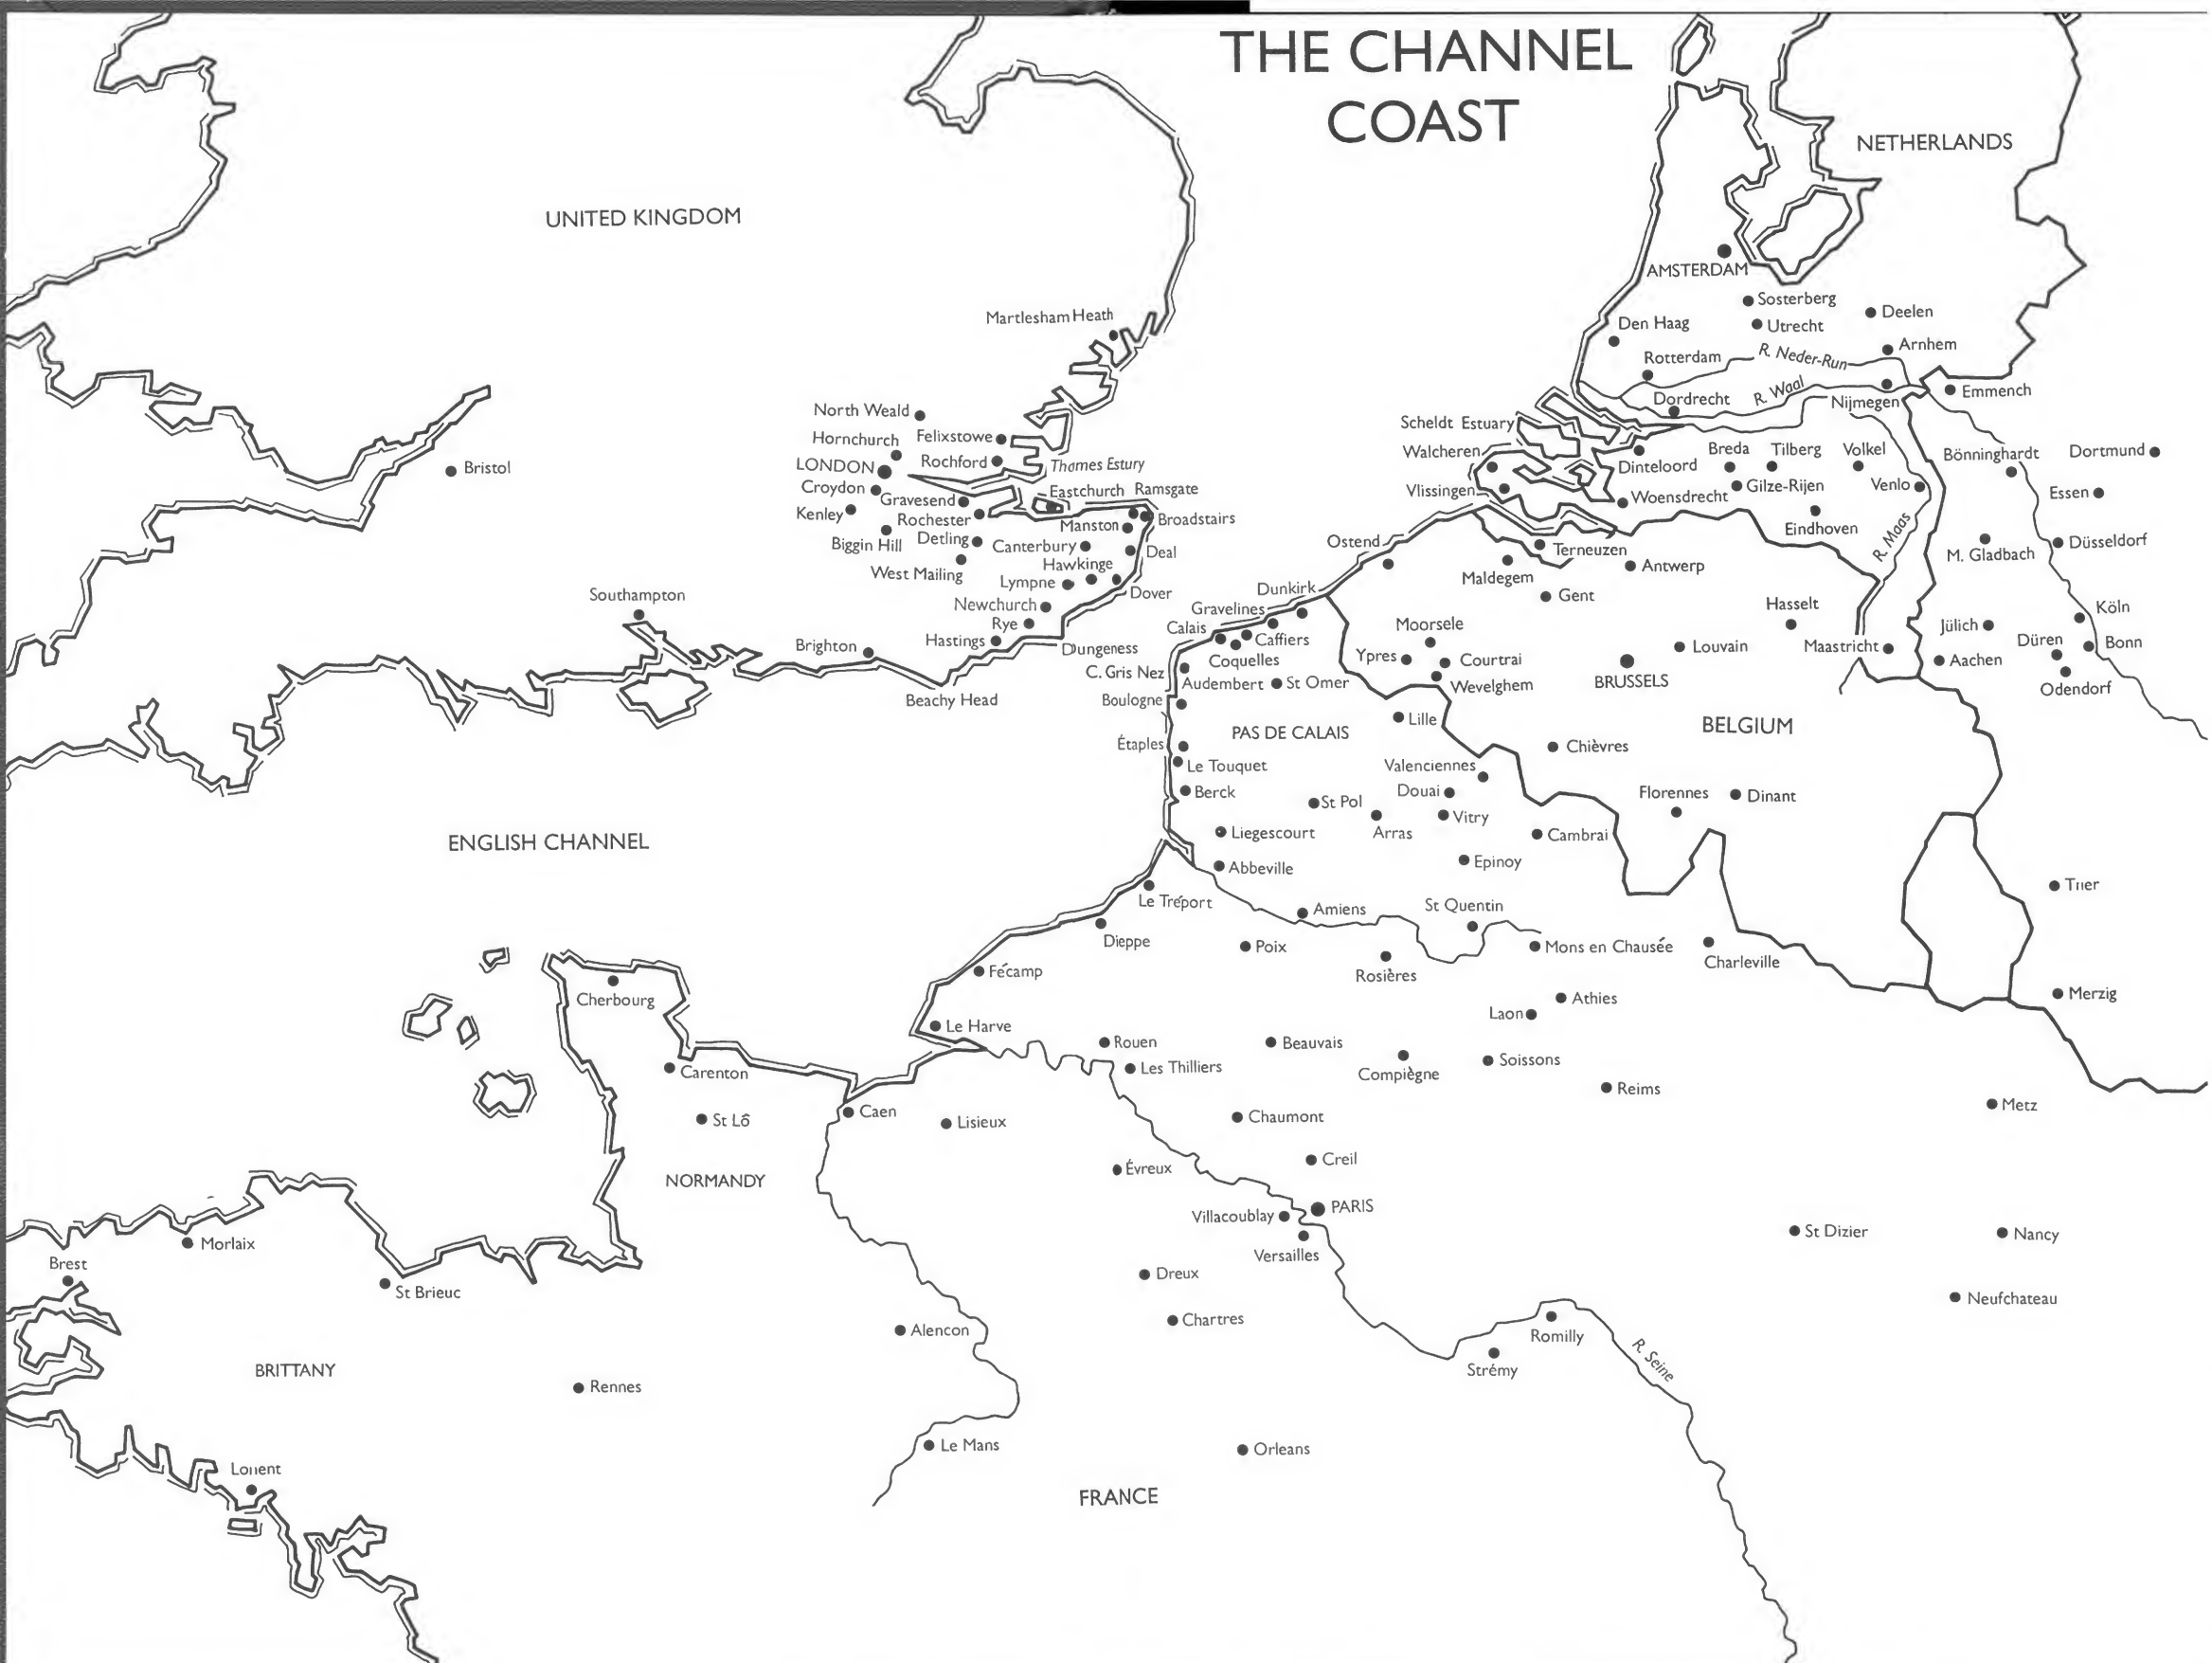 THE CHANNEL
COAST
NETHERLANDS
UNITED KINGDOM
AMSTERDAM
Sosterberg
Deelen
Martlesham Heath
Den Haag
Utrecht
Arnhem
Rotterdam
R. Neder-Run
R. Waal
Emmench
Dordrecht
Nijmegen
North Weald
Scheldt Estuary
Hornchurch
Felixstowe
Walcheren
Breda
Tilberg
Volkel
Bönninghardt
Dortmund
LONDON
Rochford
Thames Estury
Dinteloord
Bristol
Croydon
Gravesend
Eastchurch
Ramsgate
Vlissingen
Woensdrecht
Gilze-Rijen
Venlo
Essen
Kenley
Rochester
Manston
Broadstairs
Eindhoven
R. Maas
Biggin Hill
Detling
Canterbury
Deal
Ostend
Terneuzen
M. Gladbach
Düsseldorf
West Mailing
Hawkinge
Lympne
Maldegem
Antwerp
Southampton
Dover
Dunkirk
Gent
Newchurch
Gravelines
Hasselt
Köln
Rye
Calais
Moorsele
Jülich
Hastings
Caffiers
Düren
Bonn
Brighton
Dungeness
Coquelles
Ypres
Courtrai
Louvain
Maastricht
Aachen
C. Gris Nez
Audembert
St Omer
Wevelghem
BRUSSELS
Odendorf
Beachy Head
Boulogne
Lille
BELGIUM
PAS DE CALAIS
Étaples
Chièvres
Le Touquet
Valenciennes
Berck
Douai
Florennes
Dinant
St Pol
Vitry
Liegescourt
Arras
Cambrai
ENGLISH CHANNEL
Abbeville
Epinoy
Trier
Le Tréport
Amiens
St Quentin
Dieppe
Poix
Mons en Chausée
Rosières
Charleville
Fécamp
Cherbourg
Athies
Merzig
Laon
Le Harve
Rouen
Beauvais
Les Thilliers
Compiègne
Soissons
Carenton
Reims
Metz
Caen
St Lô
Lisieux
Chaumont
Évreux
Creil
NORMANDY
PARIS
Villacoublay
St Dizier
Nancy
Morlaix
Versailles
Brest
Dreux
St Brieuc
Neufchateau
Chartres
Alencon
Romilly
R. Seine
BRITTANY
Strémy
Rennes
Le Mans
Orleans
Lorient
FRANCE